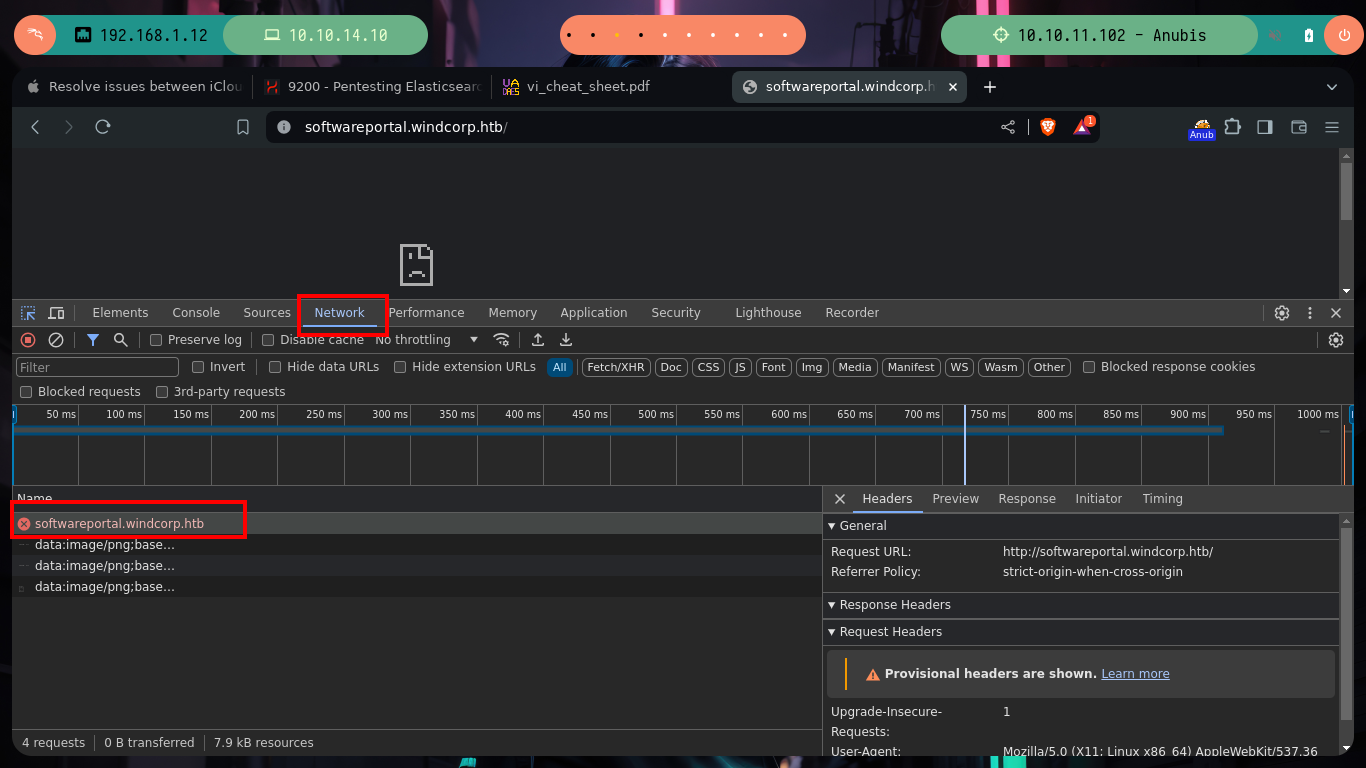 192.168.1.12 10.10.14.10 10.10.11.102 - Anubis
Resolve issues between iClou 9200 - Pentesting Elasticsearc vi_cheat_sheet.pdf softwareportal.windcorp.h
softwareportal.windcorp.htb/ 1 Anub
Elements Console Sources Network Performance Memory Application Security Lighthouse Recorder
Preserve log Disable cache No throttling
Filter Invert Hide data URLs Hide extension URLs All Fetch/XHR Doc CSS JS Font Img Media Manifest WS Wasm Other Blocked response cookies
Blocked requests 3rd-party requests
50 ms 100 ms 150 ms 200 ms 250 ms 300 ms 350 ms 400 ms 450 ms 500 ms 550 ms 600 ms 650 ms 700 ms 750 ms 800 ms 850 ms 900 ms 950 ms 1000 ms
Name
softwareportal.windcorp.htb
data:image/png;base…
data:image/png;base…
data:image/png;base…
4 requests 0 B transferred 7.9 kB resources
Headers Preview Response Initiator Timing
General
Request URL: http://softwareportal.windcorp.htb/
Referrer Policy: strict-origin-when-cross-origin
Response Headers
Request Headers
Provisional headers are shown. Learn more
Upgrade-Insecure- 1
Requests:
User-Agent: Mozilla/5.0 (X11; Linux x86_64) AppleWebKit/537.36